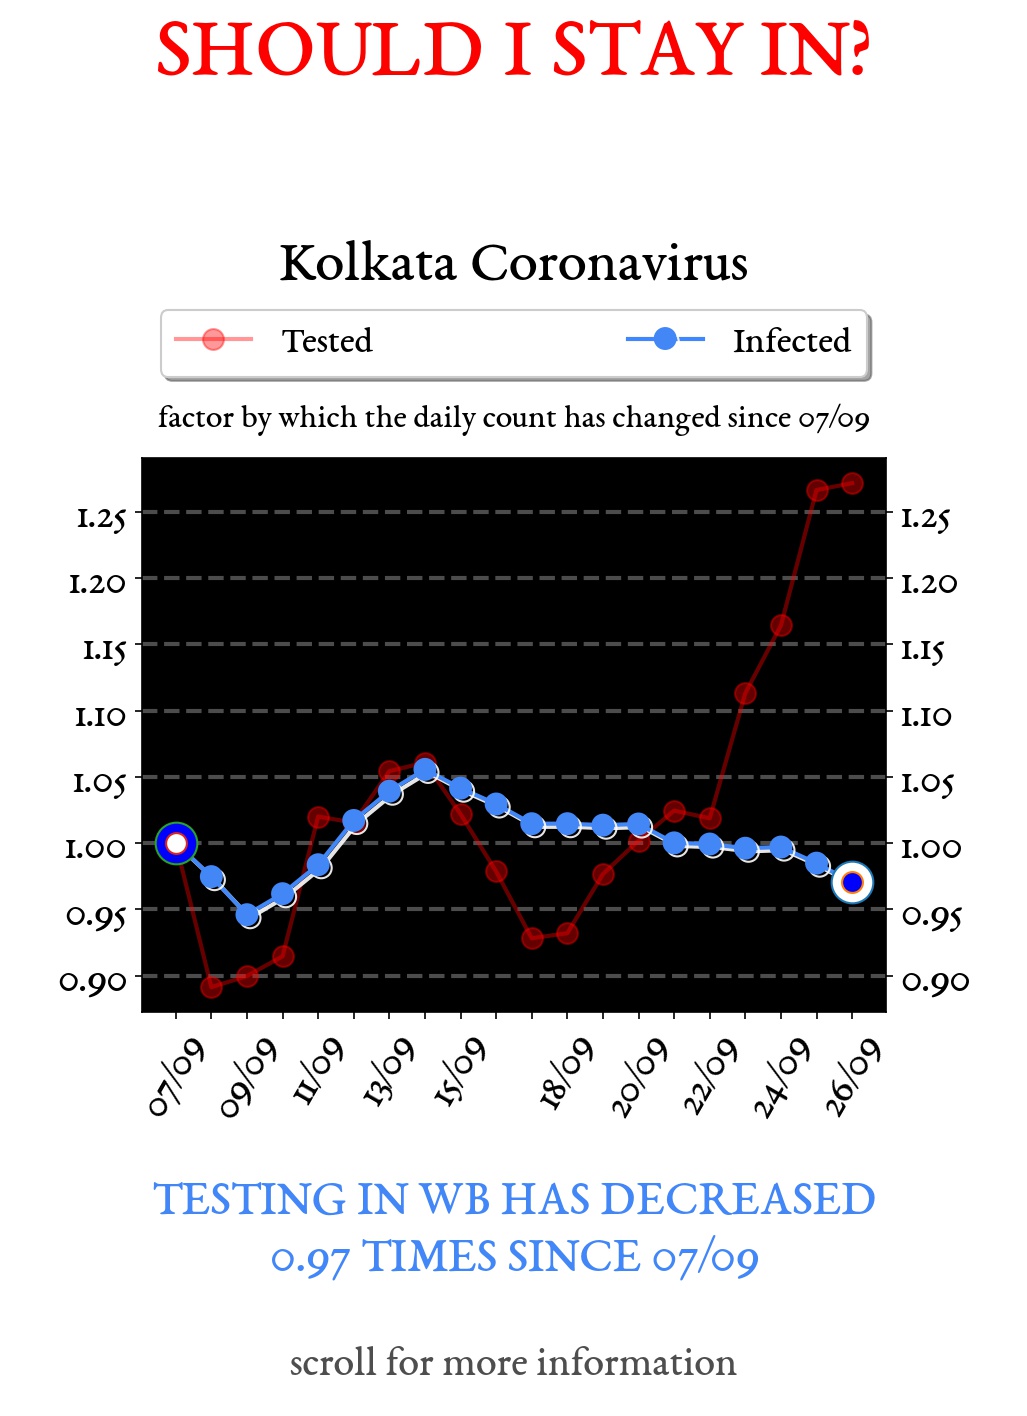 SHOULD I STAY IN?
Kolkata Coronavirus
Tested Infected
factor by which the daily count has changed since 07/09
1.25 1.25
1.20 1.20
1.15 1.15
1.10 1.10
1.05 1.05
1.00 1.00
0.95 0.95
0.90 0.90
07/09 09/09 11/09 13/09 15/09 18/09 20/09 22/09 24/09 26/09
TESTING IN WB HAS DECREASED
0.97 TIMES SINCE 07/09
scroll for more information